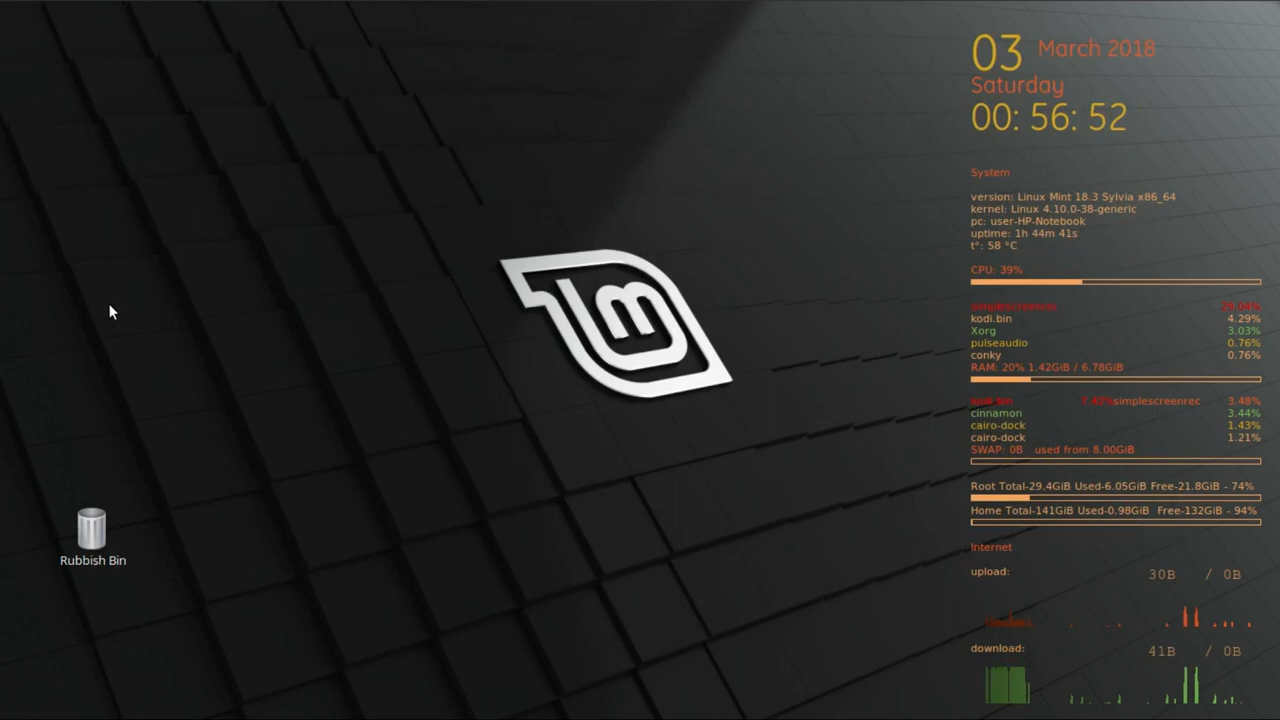 03 March 2018
Saturday
00: 56: 52
System
version: Linux Mint 18.3 Sylvia x86_64
kernel: Linux 4.10.0-38-generic
pc: user-HP-Notebook
uptime: 1h 44m 41s
t°: 58 °C
CPU: 39%
simplescreenrec
kodi.bin 4.29%
Xorg 3.03%
pulseaudio 0.76%
conky 0.76%
RAM: 20% 1.42GiB / 6.78GiB
kodi.bin 7.49%simplescreenrec 3.48%
cinnamon 3.44%
cairo-dock 1.43%
cairo-dock 1.21%
SWAP: 0B used from 8.00GiB
Root Total-29.4GiB Used-6.05GiB Free-21.8GiB - 74%
Home Total-141GiB Used-0.98GiB Free-132GiB - 94%
Internet
upload: 30B / 0B
download: 41B / 0B
Rubbish Bin